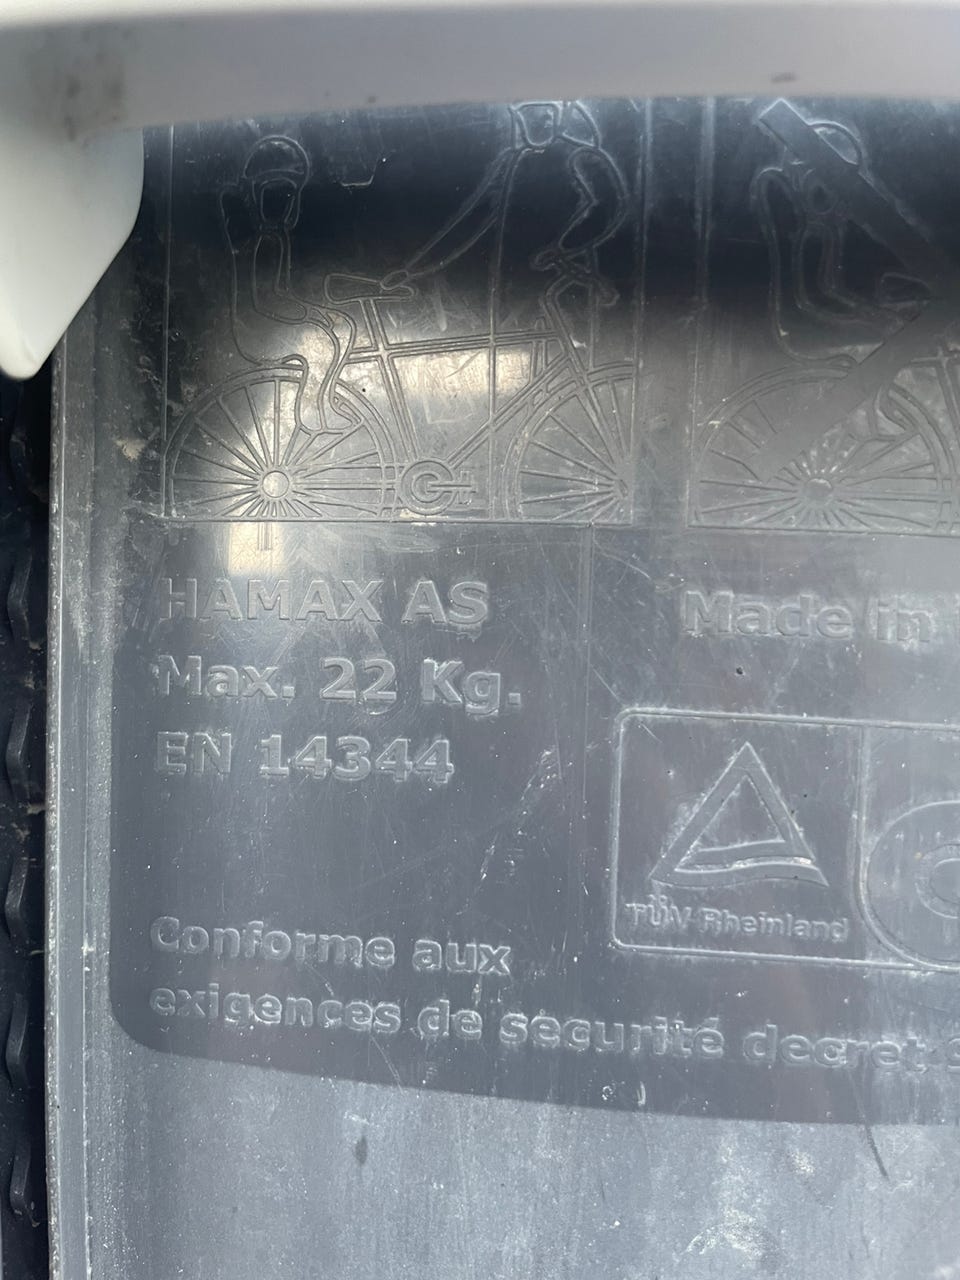 HAMAX AS
Made in
Max. 22 Kg.
EN 14344
TÜV Rheinland
Conforme aux
exigences de securité decret